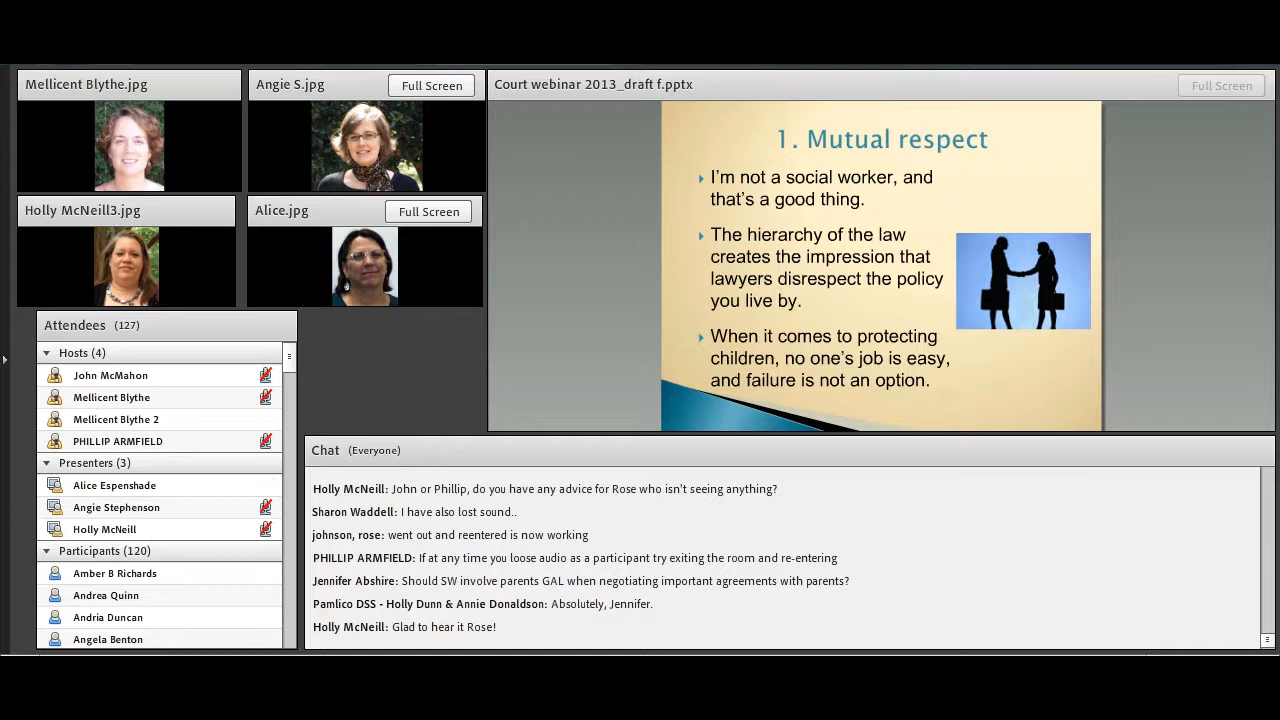 Mellicent Blythe.jpg
Angie S.jpg
Full Screen
Holly McNeill3.jpg
Alice.jpg
Full Screen
Attendees (127)
Hosts (4)
John McMahon
Mellicent Blythe
Mellicent Blythe 2
PHILLIP ARMFIELD
Presenters (3)
Alice Espenshade
Angie Stephenson
Holly McNeill
Participants (120)
Amber B Richards
Andrea Quinn
Andria Duncan
Angela Benton
Court webinar 2013_draft f.pptx
Full Screen
1. Mutual respect
I'm not a social worker, and
that's a good thing.
The hierarchy of the law
creates the impression that
lawyers disrespect the policy
you live by.
When it comes to protecting
children, no one's job is easy,
and failure is not an option.
Chat (Everyone)
Holly McNeill: John or Phillip, do you have any advice for Rose who isn't seeing anything?
Sharon Waddell: I have also lost sound..
johnson, rose: went out and reentered is now working
PHILLIP ARMFIELD: If at any time you loose audio as a participant try exiting the room and re-entering
Jennifer Abshire: Should SW involve parents GAL when negotiating important agreements with parents?
Pamlico DSS - Holly Dunn & Annie Donaldson: Absolutely, Jennifer.
Holly McNeill: Glad to hear it Rose!